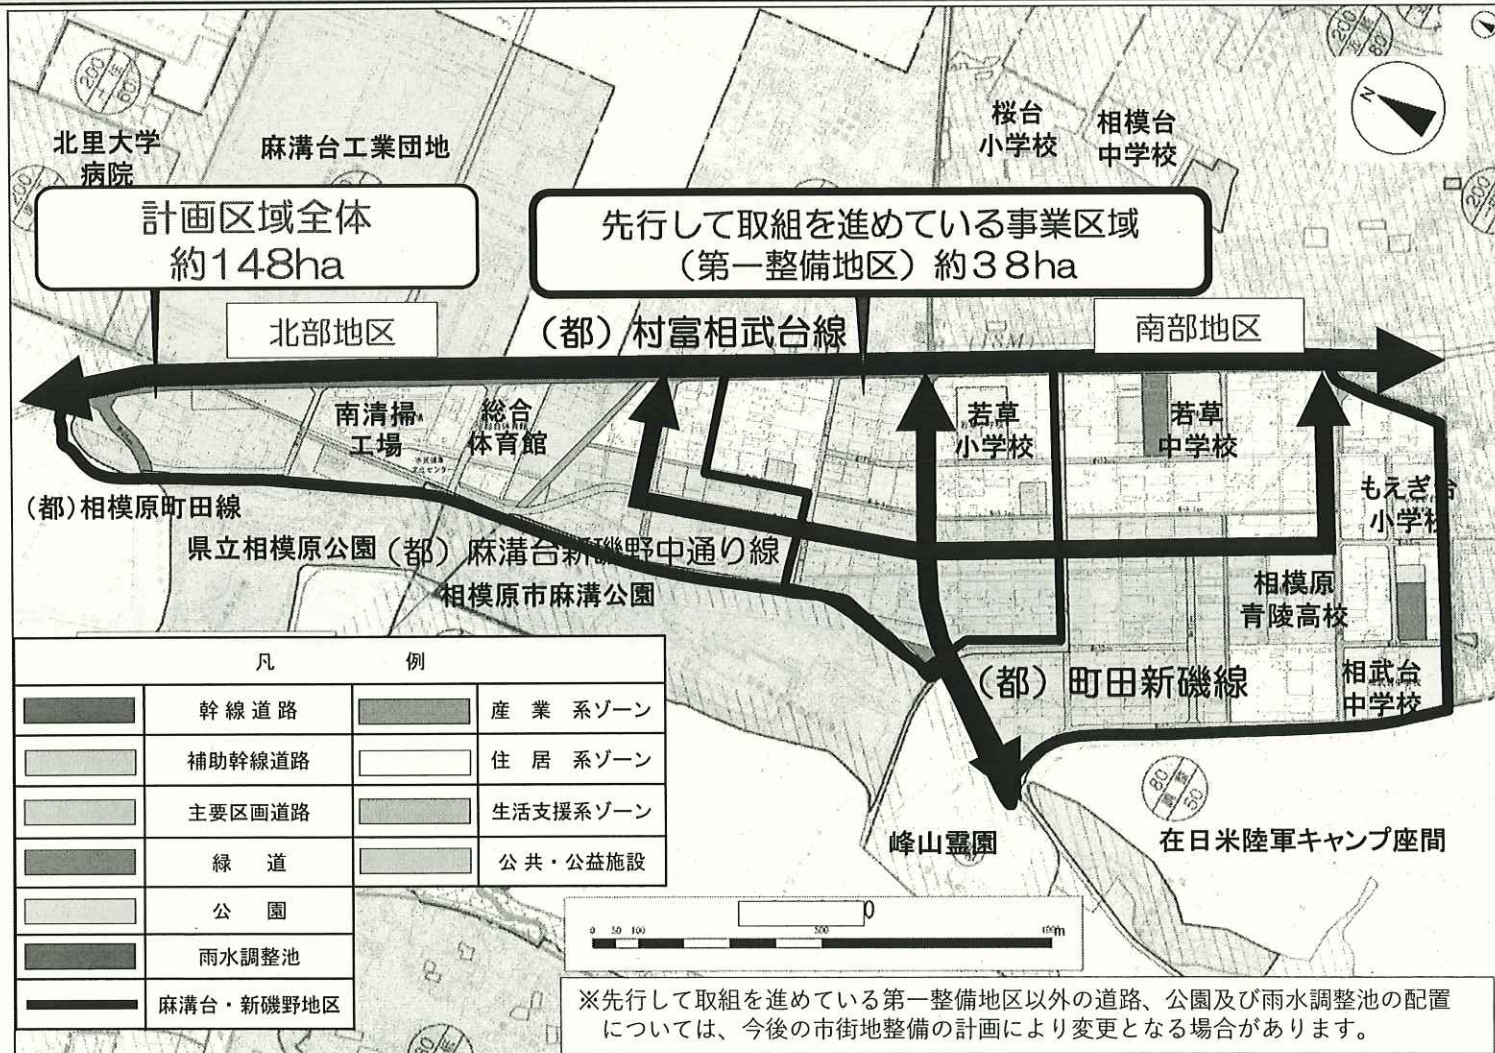 200
60
200
80
N
北里大学
病院
麻溝台工業団地
桜台
小学校
相模台
中学校
200
計画区域全体
約148ha
先行して取組を進めている事業区域
（第一整備地区）約38ha
北部地区
（都）村富相武台線
南部地区
南清掃
工場
総合
体育館
若草
小学校
若草
中学校
もえぎ台
小学校
（都）相模原町田線
県立相模原公園
（都）麻溝台新磯野中通り線
相模原市麻溝公園
相模原
青陵高校
（都）町田新磯線
相武台
中学校
凡 例
幹線道路
産業系ゾーン
補助幹線道路
住居系ゾーン
主要区画道路
生活支援系ゾーン
緑道
公共・公益施設
公園
雨水調整池
麻溝台・新磯野地区
峰山霊園
80
50
在日米陸軍キャンプ座間
0 50 100 500
※先行して取組を進めている第一整備地区以外の道路、公園及び雨水調整池の配置
については、今後の市街地整備の計画により変更となる場合があります。